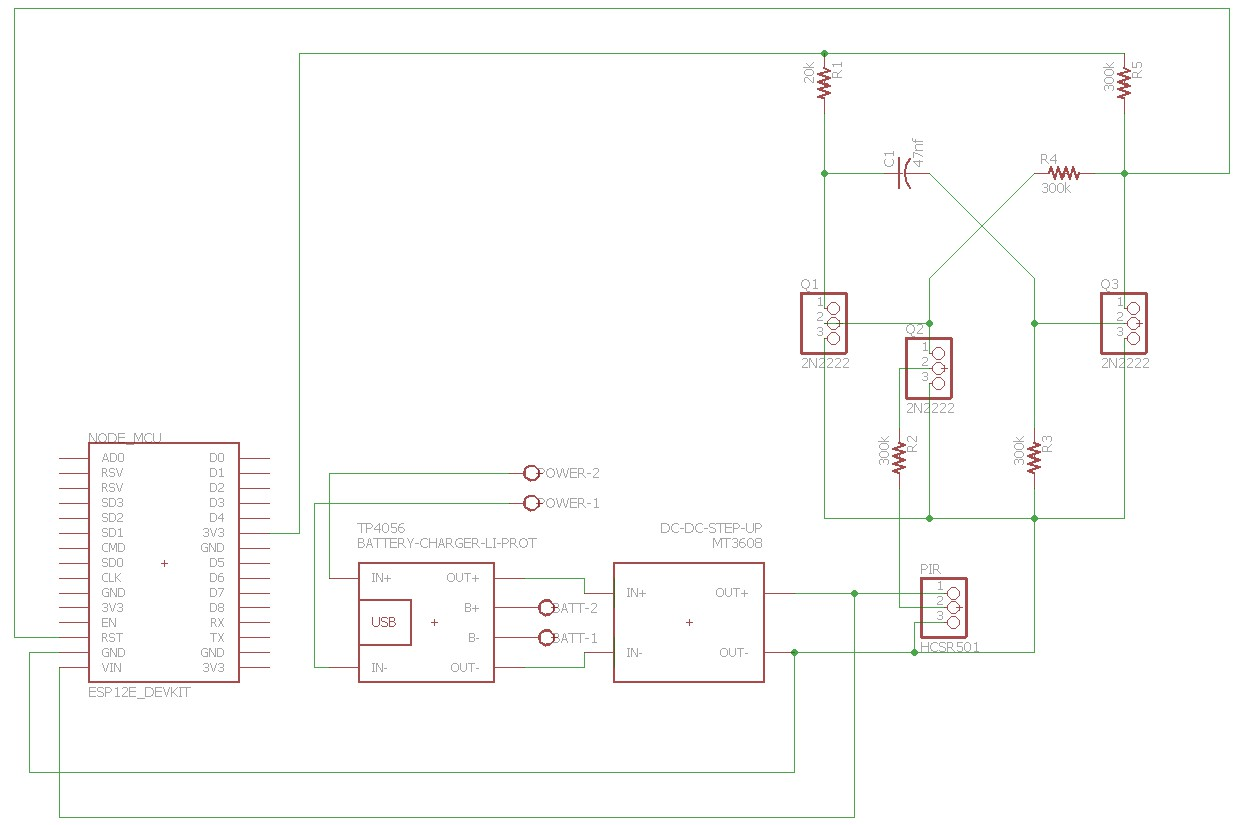 20k
R1
300k
R5
C1
47nf
R4
300k
Q1
1
2
3
2N2222
Q2
1
2
3
2N2222
Q3
1
2
3
2N2222
300k
R2
300k
R3
NODE_MCU
AD0
RSV
RSV
SD3
SD2
SD1
CMD
SD0
CLK
GND
3V3
EN
RST
GND
VIN
D0
D1
D2
D3
D4
3V3
GND
D5
D6
D7
D8
RX
TX
GND
3V3
ESP12E_DEVKIT
POWER-2
POWER-1
TP4056
BATTERY-CHARGER-LI-PROT
IN+
OUT+
B+
BATT-2
USB
B-
BATT-1
IN-
OUT-
DC-DC-STEP-UP
MT3608
IN+
OUT+
IN-
OUT-
PIR
1
2
3
HCSR501